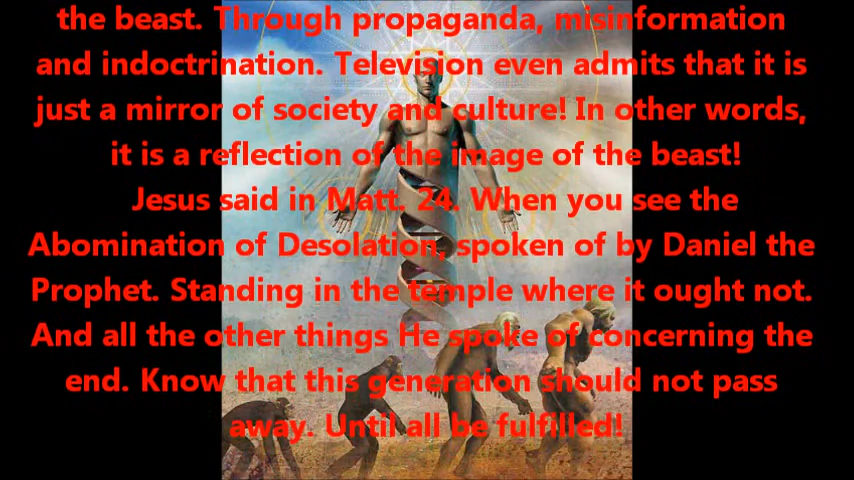 the beast. Through propaganda, misinformation
and indoctrination. Television even admits that it is
just a mirror of society and culture! In other words,
it is a reflection of the image of the beast!
Jesus said in Matt. 24. When you see the
Abomination of Desolation, spoken of by Daniel the
Prophet. Standing in the temple where it ought not.
And all the other things He spoke of concerning the
end. Know that this generation should not pass
away. Until all be fulfilled!